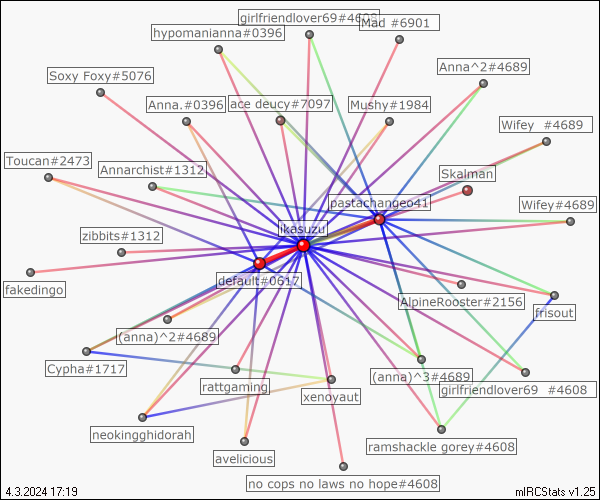 girlfriendlover69#4608
Mad #6901
hypomanianna#0396
Soxy Foxy#5076
Anna^2#4689
Anna.#0396
ace deucy#7097
Mushy#1984
Wifey  #4689
Toucan#2473
Annarchist#1312
Skalman
pastachange041
Wifey#4689
ikasuzu
zibbits#1312
default#0617
fakedingo
AlpineRooster#2156
frisout
(anna)^2#4689
Cypha#1717
rattgaming
(anna)^3#4689
girlfriendlover69  #4608
xenoyaut
neokingghidorah
ramshackle gorey#4608
avelicious
no cops no laws no hope#4608
4.3.2024 17:19
mIRCStats v1.25